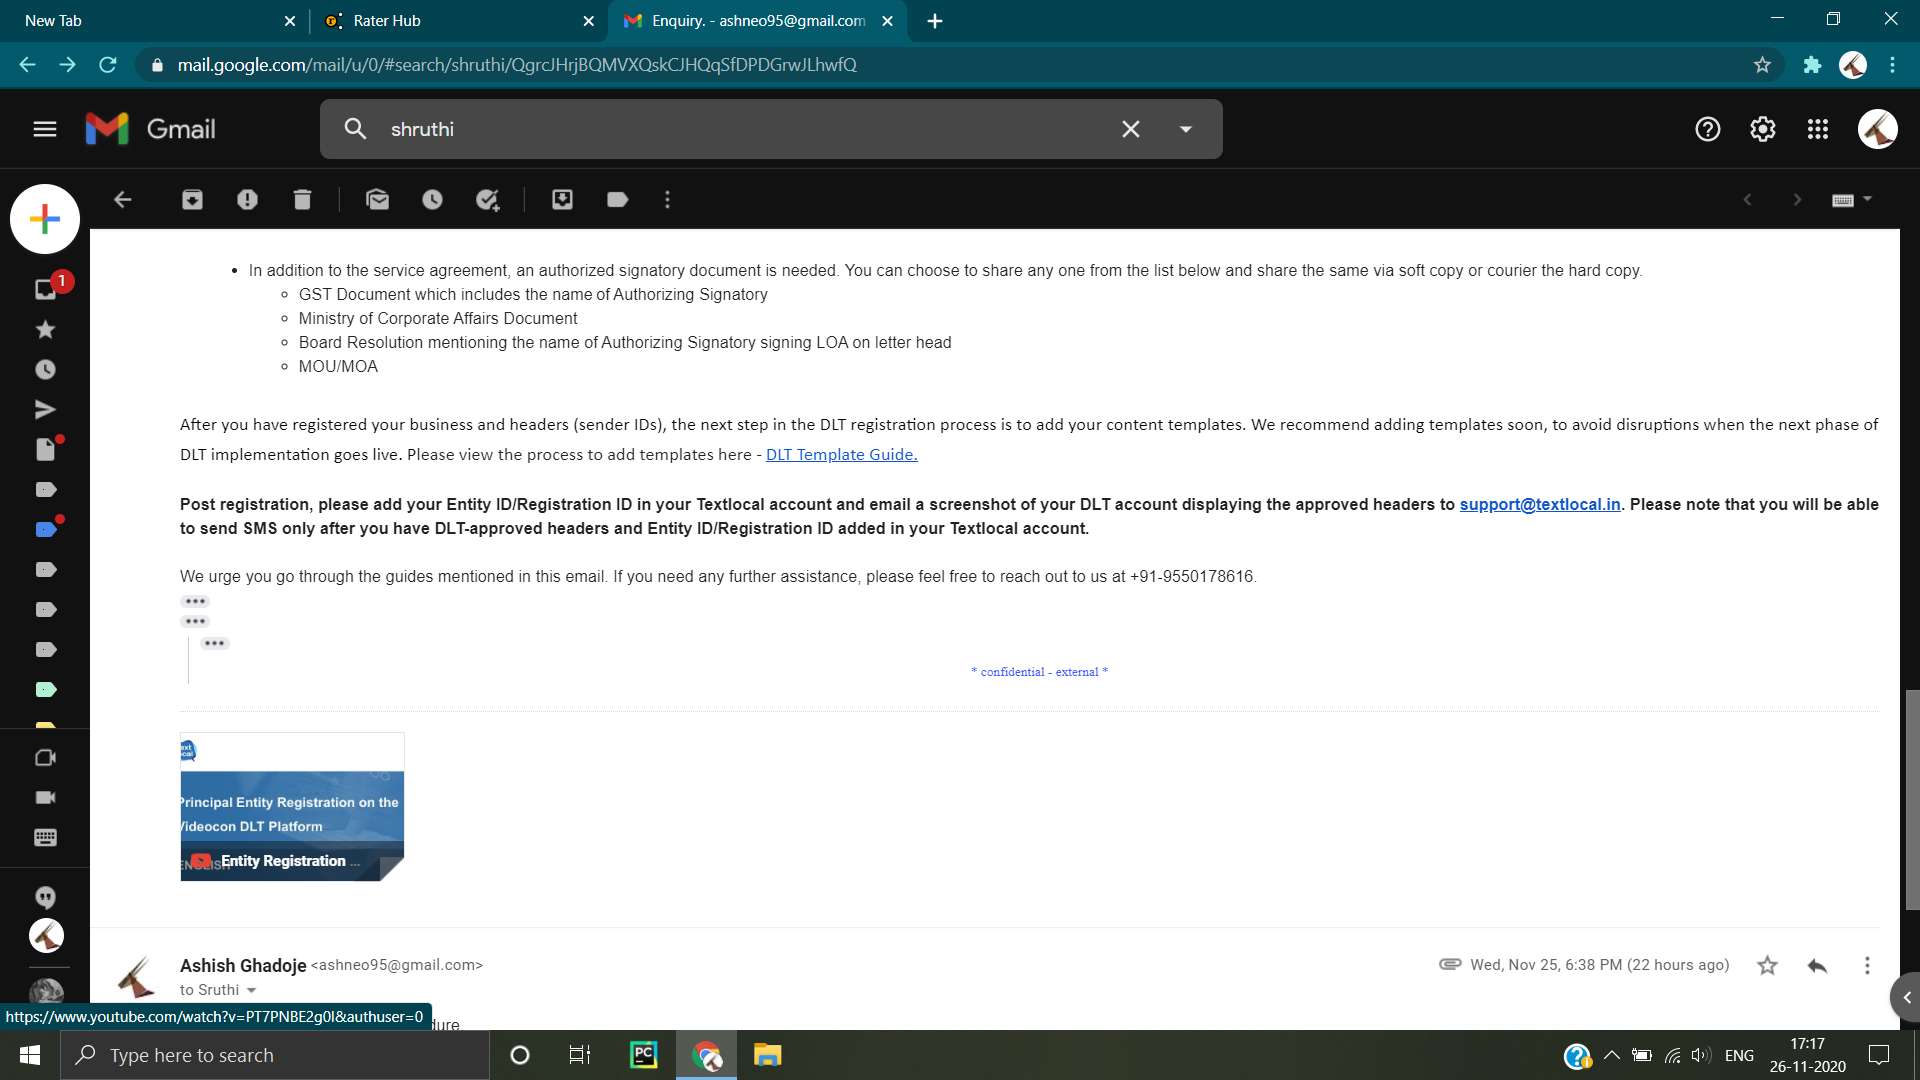 New Tab
Rater Hub
Enquiry. - ashneo95@gmail.com
mail.google.com/mail/u/0/#search/shruthi/QgrcJHrjBQMVXQskCJHQqSfDPDGrwJLhwfQ
Gmail
shruthi
1
In addition to the service agreement, an authorized signatory document is needed. You can choose to share any one from the list below and share the same via soft copy or courier the hard copy.
GST Document which includes the name of Authorizing Signatory
Ministry of Corporate Affairs Document
Board Resolution mentioning the name of Authorizing Signatory signing LOA on letter head
MOU/MOA
After you have registered your business and headers (sender IDs), the next step in the DLT registration process is to add your content templates. We recommend adding templates soon, to avoid disruptions when the next phase of
DLT implementation goes live. Please view the process to add templates here - DLT Template Guide.
Post registration, please add your Entity ID/Registration ID in your Textlocal account and email a screenshot of your DLT account displaying the approved headers to support@textlocal.in. Please note that you will be able
to send SMS only after you have DLT-approved headers and Entity ID/Registration ID added in your Textlocal account.
We urge you go through the guides mentioned in this email. If you need any further assistance, please feel free to reach out to us at +91-9550178616.
* confidential - external *
Principal Entity Registration on the
Videocon DLT Platform
ENGLISH
Entity Registration ...
Ashish Ghadoje <ashneo95@gmail.com>
Wed, Nov 25, 6:38 PM (22 hours ago)
to Sruthi
https://www.youtube.com/watch?v=PT7PNBE2g0I&authuser=0
dure
Type here to search
PC
ENG
17:17
26-11-2020